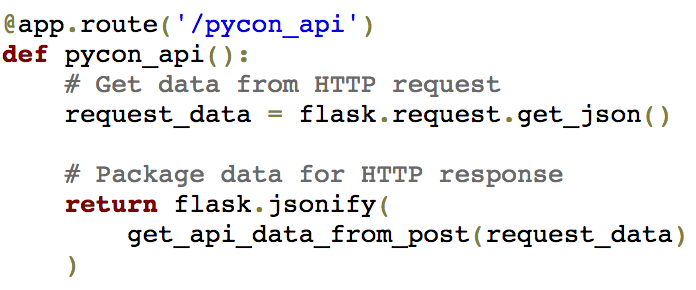 @app.route('/pycon_api')
def pycon_api():
    # Get data from HTTP request
    request_data = flask.request.get_json()

    # Package data for HTTP response
    return flask.jsonify(
        get_api_data_from_post(request_data)
    )